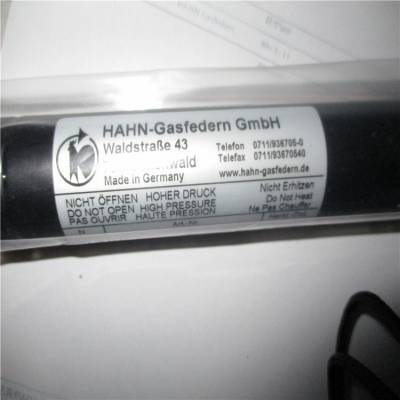 HAHN-Gasfedern GmbH
Waldstraße 43
Telefon 0711/936705-0
Telefax 0711/93670540
Made in Germany
www.hahn-gasfedern.de
NICHT ÖFFNEN HOHER DRUCK
DO NOT OPEN HIGH PRESSURE
PAS OUVRIR HAUTE PRESSURE
Nicht Erhitzen
Do Not Heat
Ne Pas Chauffer